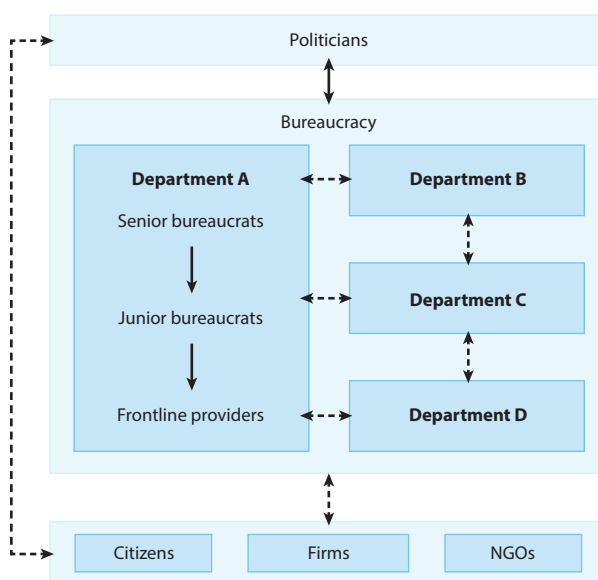 Politicians
Bureaucracy
Department A
Senior bureaucrats
Junior bureaucrats
Frontline providers
Department B
Department C
Department D
Citizens
Firms
NGOs